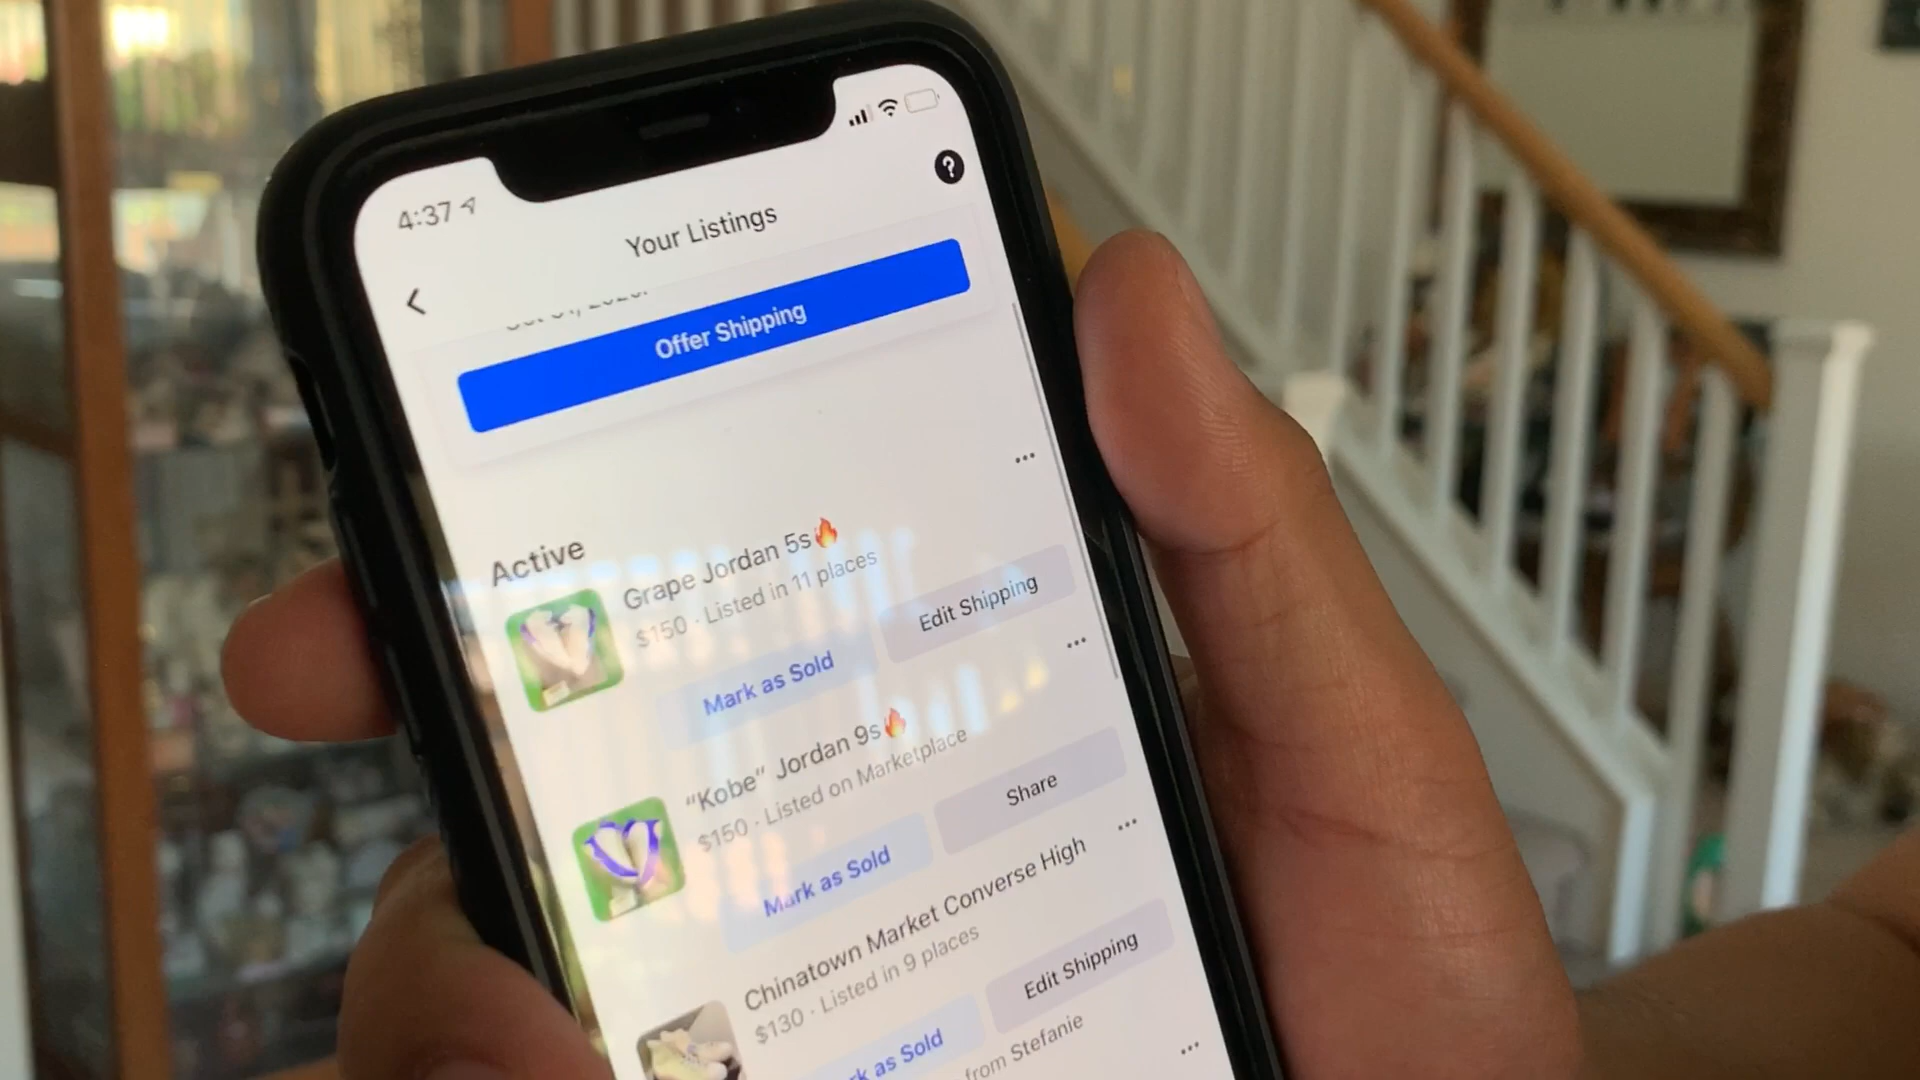 4:37
Your Listings
?
Offer Shipping
Active
Grape Jordan 5s🔥
$150 · Listed in 11 places
Mark as Sold
Edit Shipping
“Kobe” Jordan 9s🔥
$150 · Listed on Marketplace
Mark as Sold
Share
Chinatown Market Converse High
$130 · Listed in 9 places
as Sold
Edit Shipping
from Stefanie